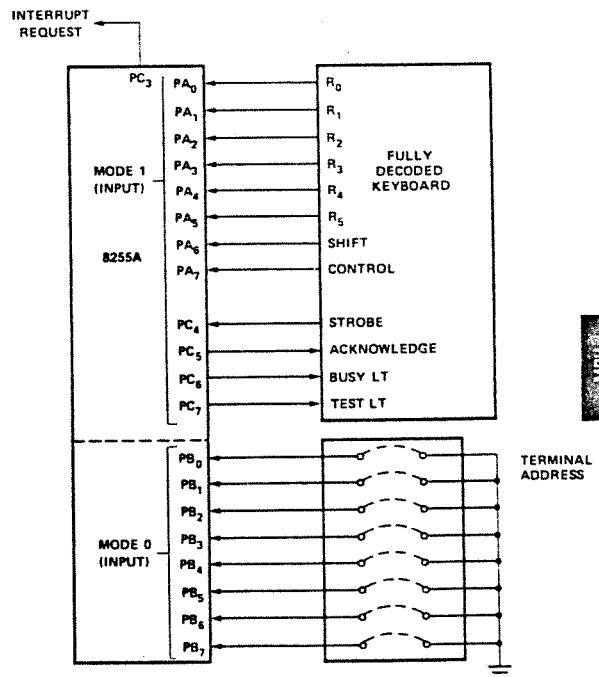 INTERRUPT
REQUEST
PC3
PA0
R0
PA1
R1
PA2
R2
MODE 1
(INPUT)
PA3
R3
FULLY
DECODED
KEYBOARD
PA4
R4
PA5
R5
8255A
PA6
SHIFT
PA7
CONTROL
PC4
STROBE
PC5
ACKNOWLEDGE
PC6
BUSY LT
PC7
TEST LT
PB0
TERMINAL
ADDRESS
PB1
PB2
MODE 0
(INPUT)
PB3
PB4
PB5
PB6
PB7